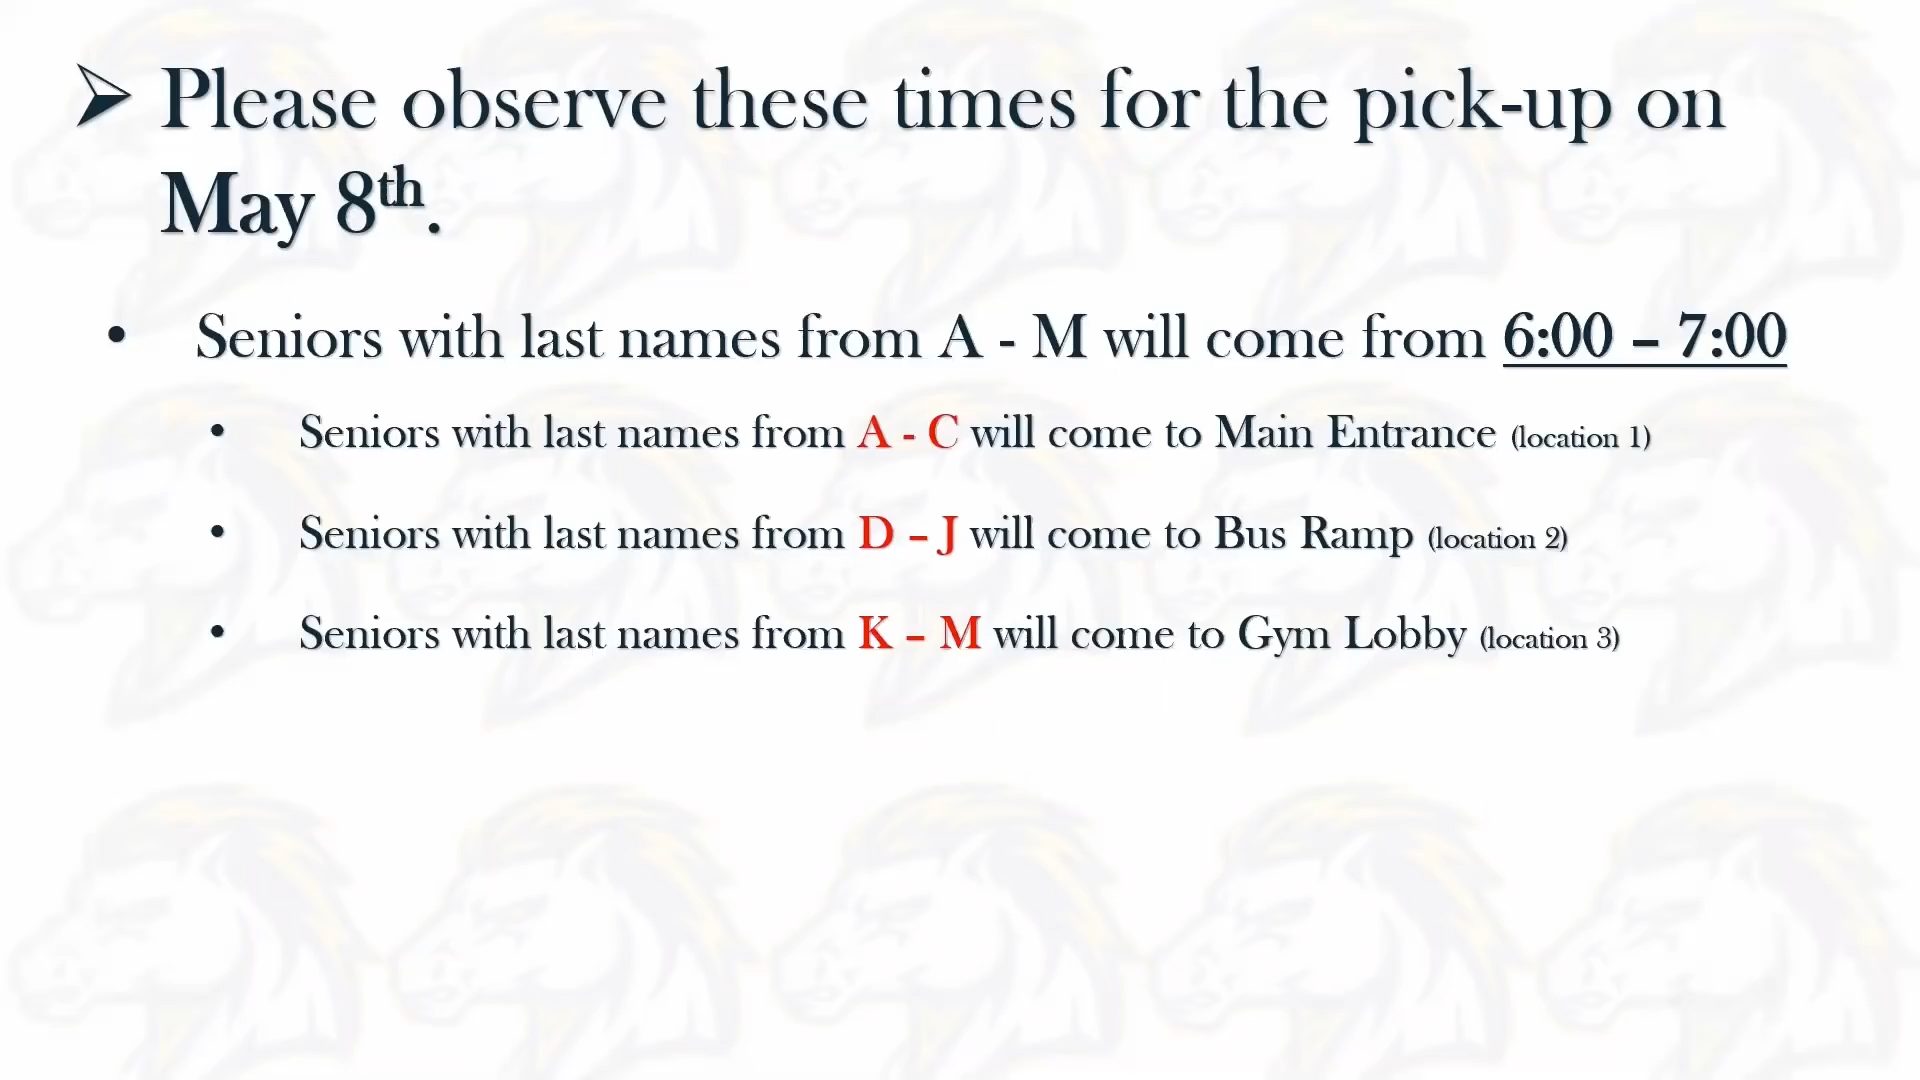 ➢ Please observe these times for the pick-up on
May 8th.
• Seniors with last names from A - M will come from 6:00 – 7:00
• Seniors with last names from A - C will come to Main Entrance (location 1)
• Seniors with last names from D – J will come to Bus Ramp (location 2)
• Seniors with last names from K – M will come to Gym Lobby (location 3)